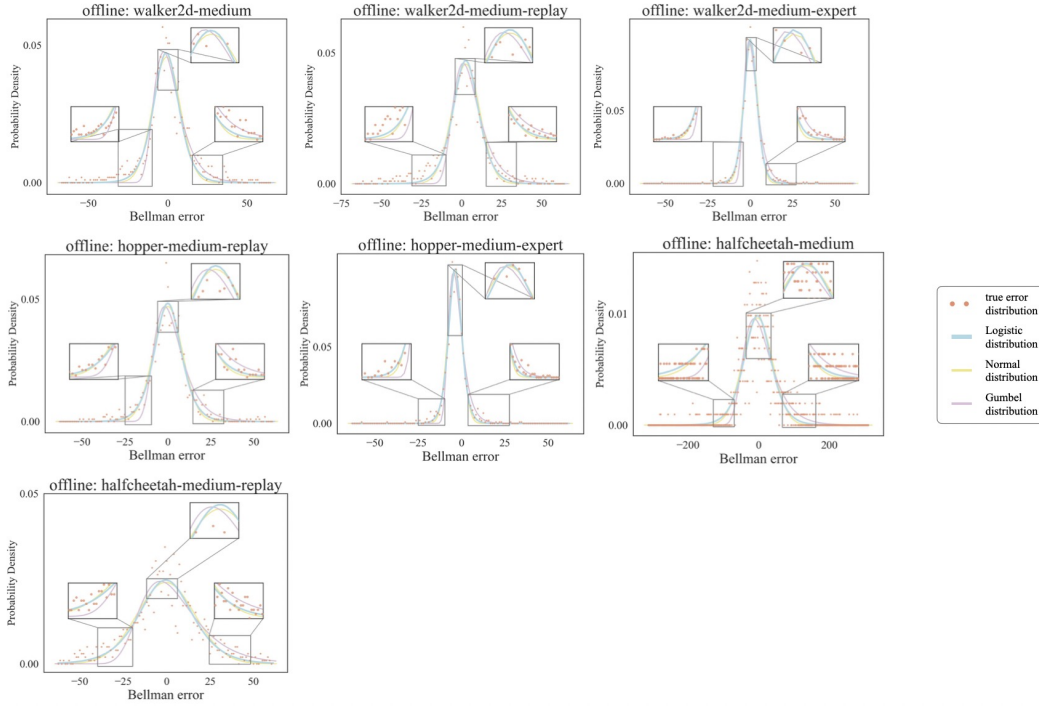 offline: walker2d-medium
0.05
0.00
Probability Density
−50
0
50
Bellman error
offline: walker2d-medium-replay
0.05
0.00
Probability Density
−75
−50
−25
0
25
50
Bellman error
offline: walker2d-medium-expert
0.05
0.00
Probability Density
−50
−25
0
25
50
Bellman error
offline: hopper-medium-replay
0.05
0.00
Probability Density
−50
−25
0
25
50
Bellman error
offline: hopper-medium-expert
0.05
0.00
Probability Density
−50
−25
0
25
50
Bellman error
offline: halfcheetah-medium
0.01
0.00
Probability Density
−200
0
200
Bellman error
true error
distribution
Logistic
distribution
Normal
distribution
Gumbel
distribution
offline: halfcheetah-medium-replay
0.05
0.00
Probability Density
−50
−25
0
25
50
Bellman error